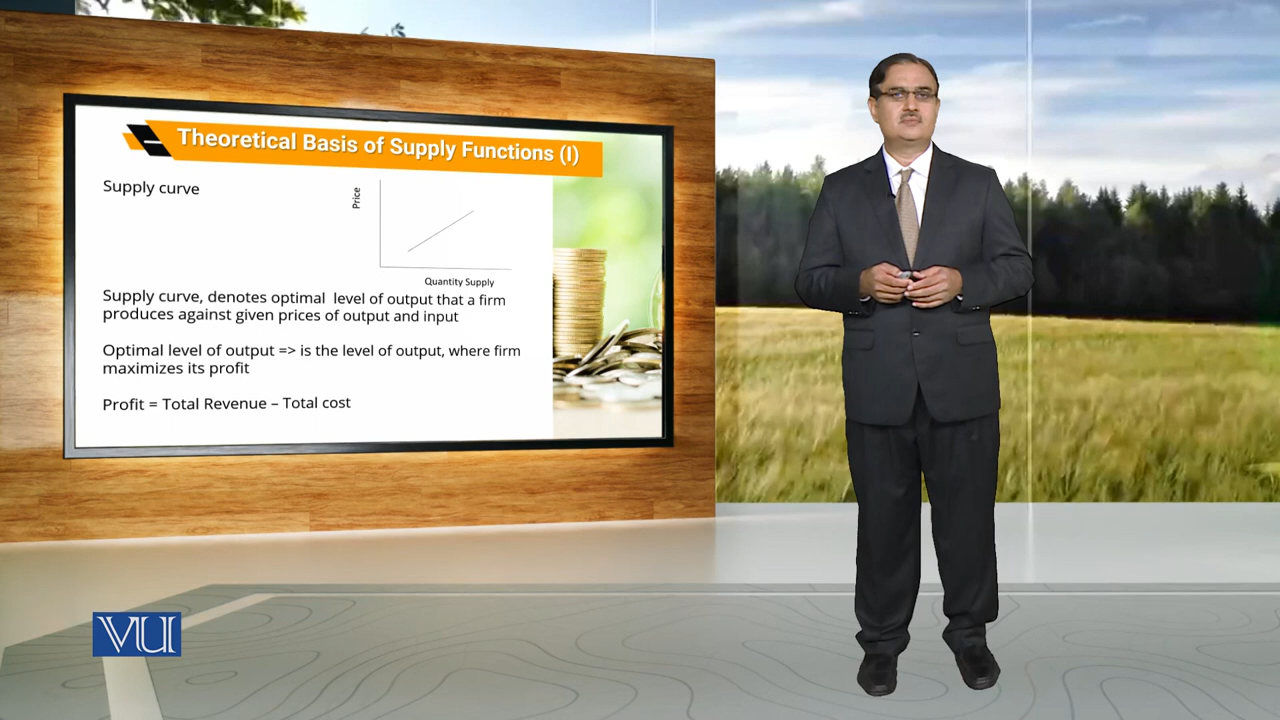 Theoretical Basis of Supply Functions (I)
Supply curve
Price
Quantity Supply
Supply curve, denotes optimal level of output that a firm
produces against given prices of output and input
Optimal level of output => is the level of output, where firm
maximizes its profit
Profit = Total Revenue – Total cost
VU